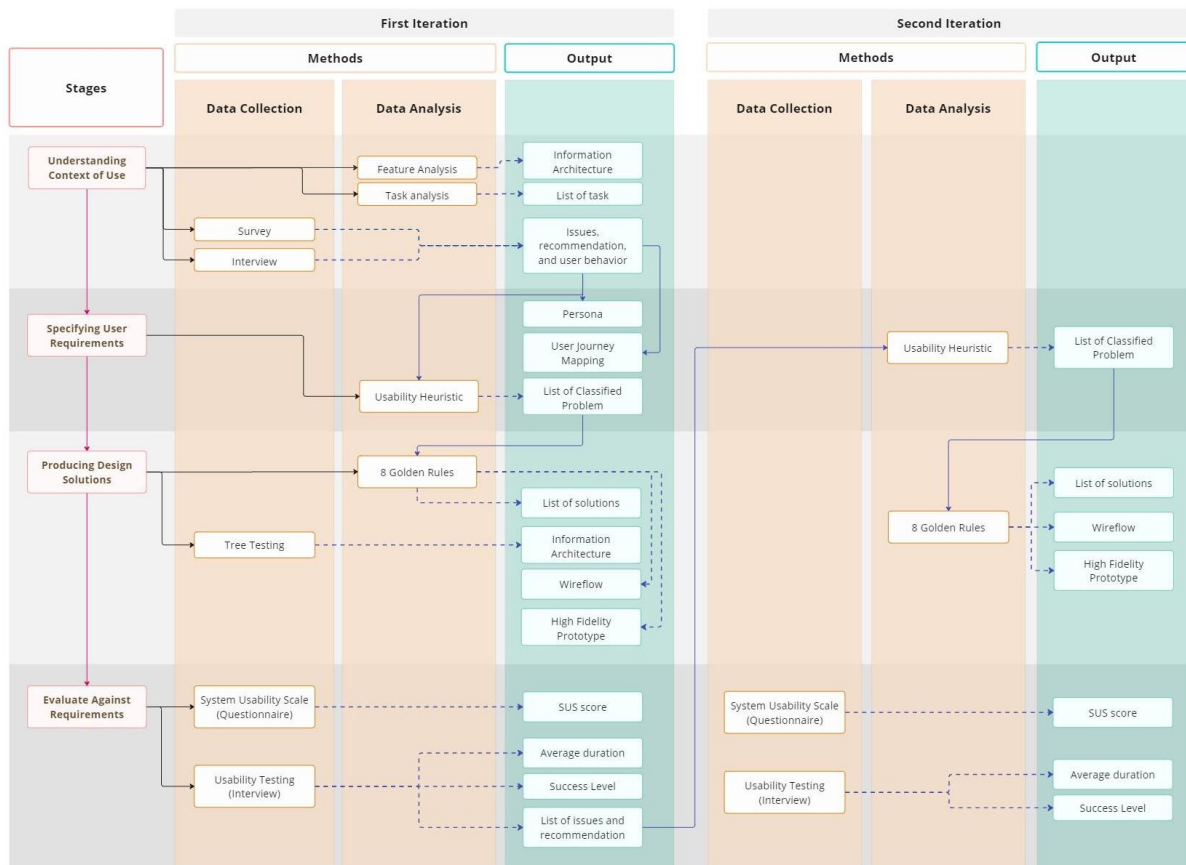 First Iteration
Second Iteration
Stages
Methods
Output
Methods
Output
Data Collection
Data Analysis
Data Collection
Data Analysis
Understanding
Context of Use
Feature Analysis
Information
Architecture
Task analysis
List of task
Survey
Interview
Issues,
recommendation,
and user behavior
Specifying User
Requirements
Persona
User Journey
Mapping
Usability Heuristic
List of Classified
Problem
Usability Heuristic
List of Classified
Problem
Producing Design
Solutions
8 Golden Rules
List of solutions
Tree Testing
Information
Architecture
Wireflow
High Fidelity
Prototype
8 Golden Rules
List of solutions
Wireflow
High Fidelity
Prototype
Evaluate Against
Requirements
System Usability Scale
(Questionnaire)
SUS score
Usability Testing
(Interview)
Average duration
Success Level
List of issues and
recommendation
System Usability Scale
(Questionnaire)
SUS score
Usability Testing
(Interview)
Average duration
Success Level